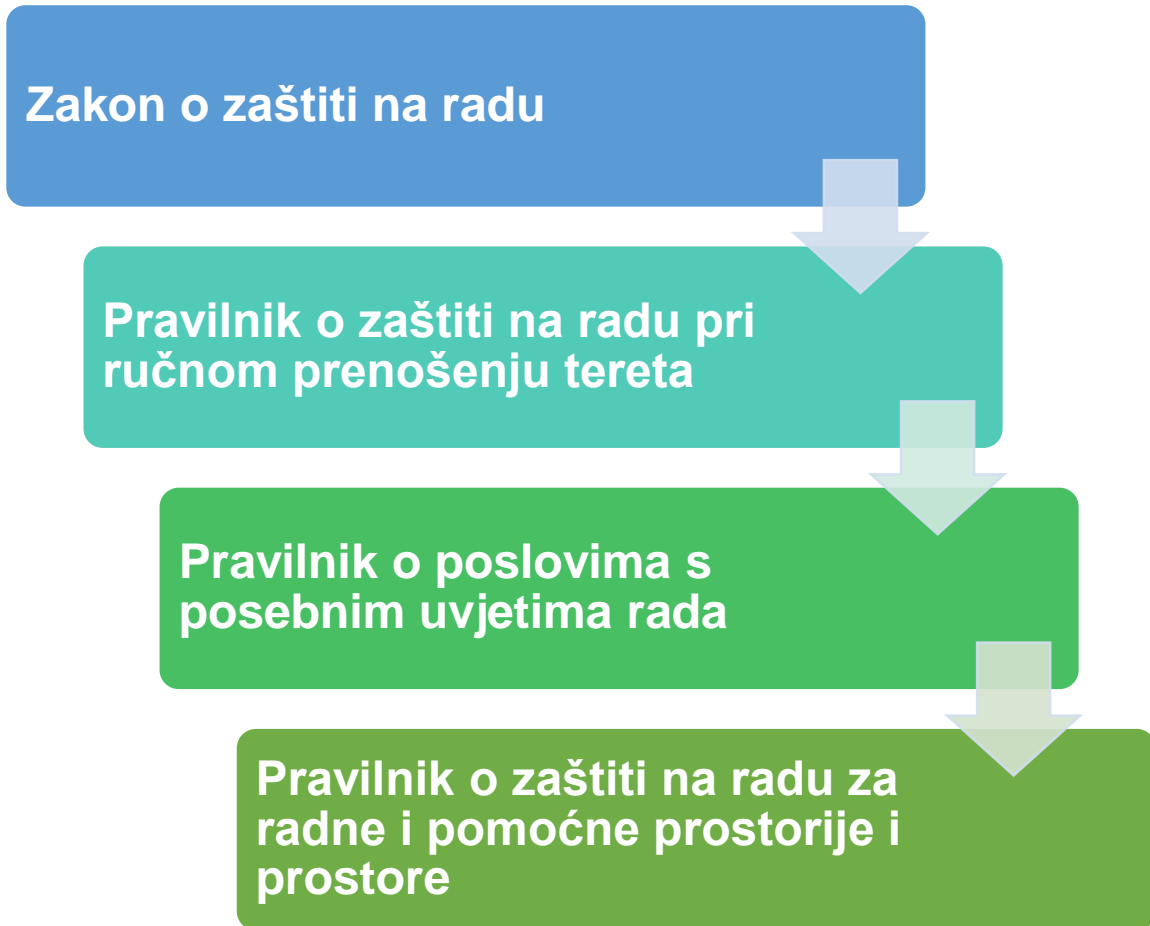 Zakon o zaštiti na radu
Pravilnik o zaštiti na radu pri
ručnom prenošenju tereta
Pravilnik o poslovima s
posebnim uvjetima rada
Pravilnik o zaštiti na radu za
radne i pomoćne prostorije i
prostore